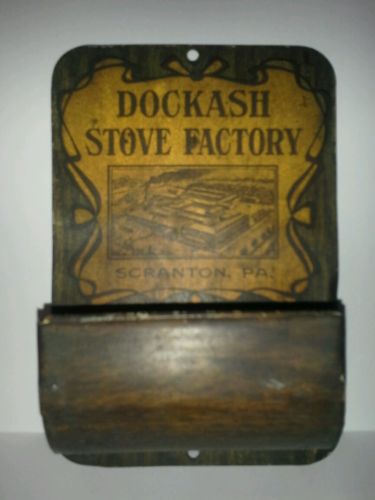 DOCKASH
STOVE FACTORY
SCRANTON, PA.